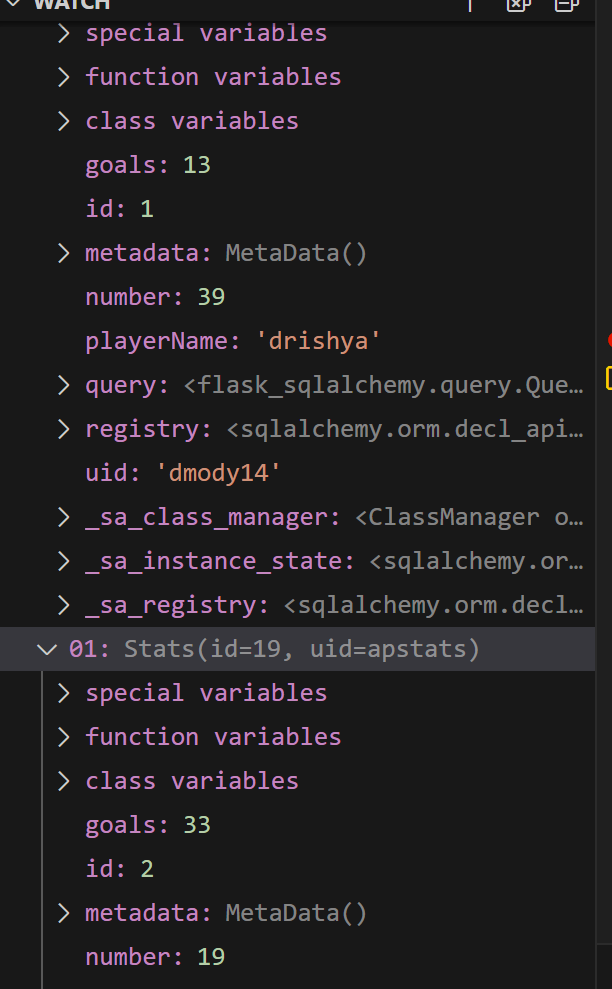 WATCH
special variables
function variables
class variables
goals: 13
id: 1
metadata: MetaData()
number: 39
playerName: 'drishya'
query: <flask_sqlalchemy.query.Que…
registry: <sqlalchemy.orm.decl_api…
uid: 'dmody14'
_sa_class_manager: <ClassManager o…
_sa_instance_state: <sqlalchemy.or…
_sa_registry: <sqlalchemy.orm.decl…
01: Stats(id=19, uid=apstats)
special variables
function variables
class variables
goals: 33
id: 2
metadata: MetaData()
number: 19